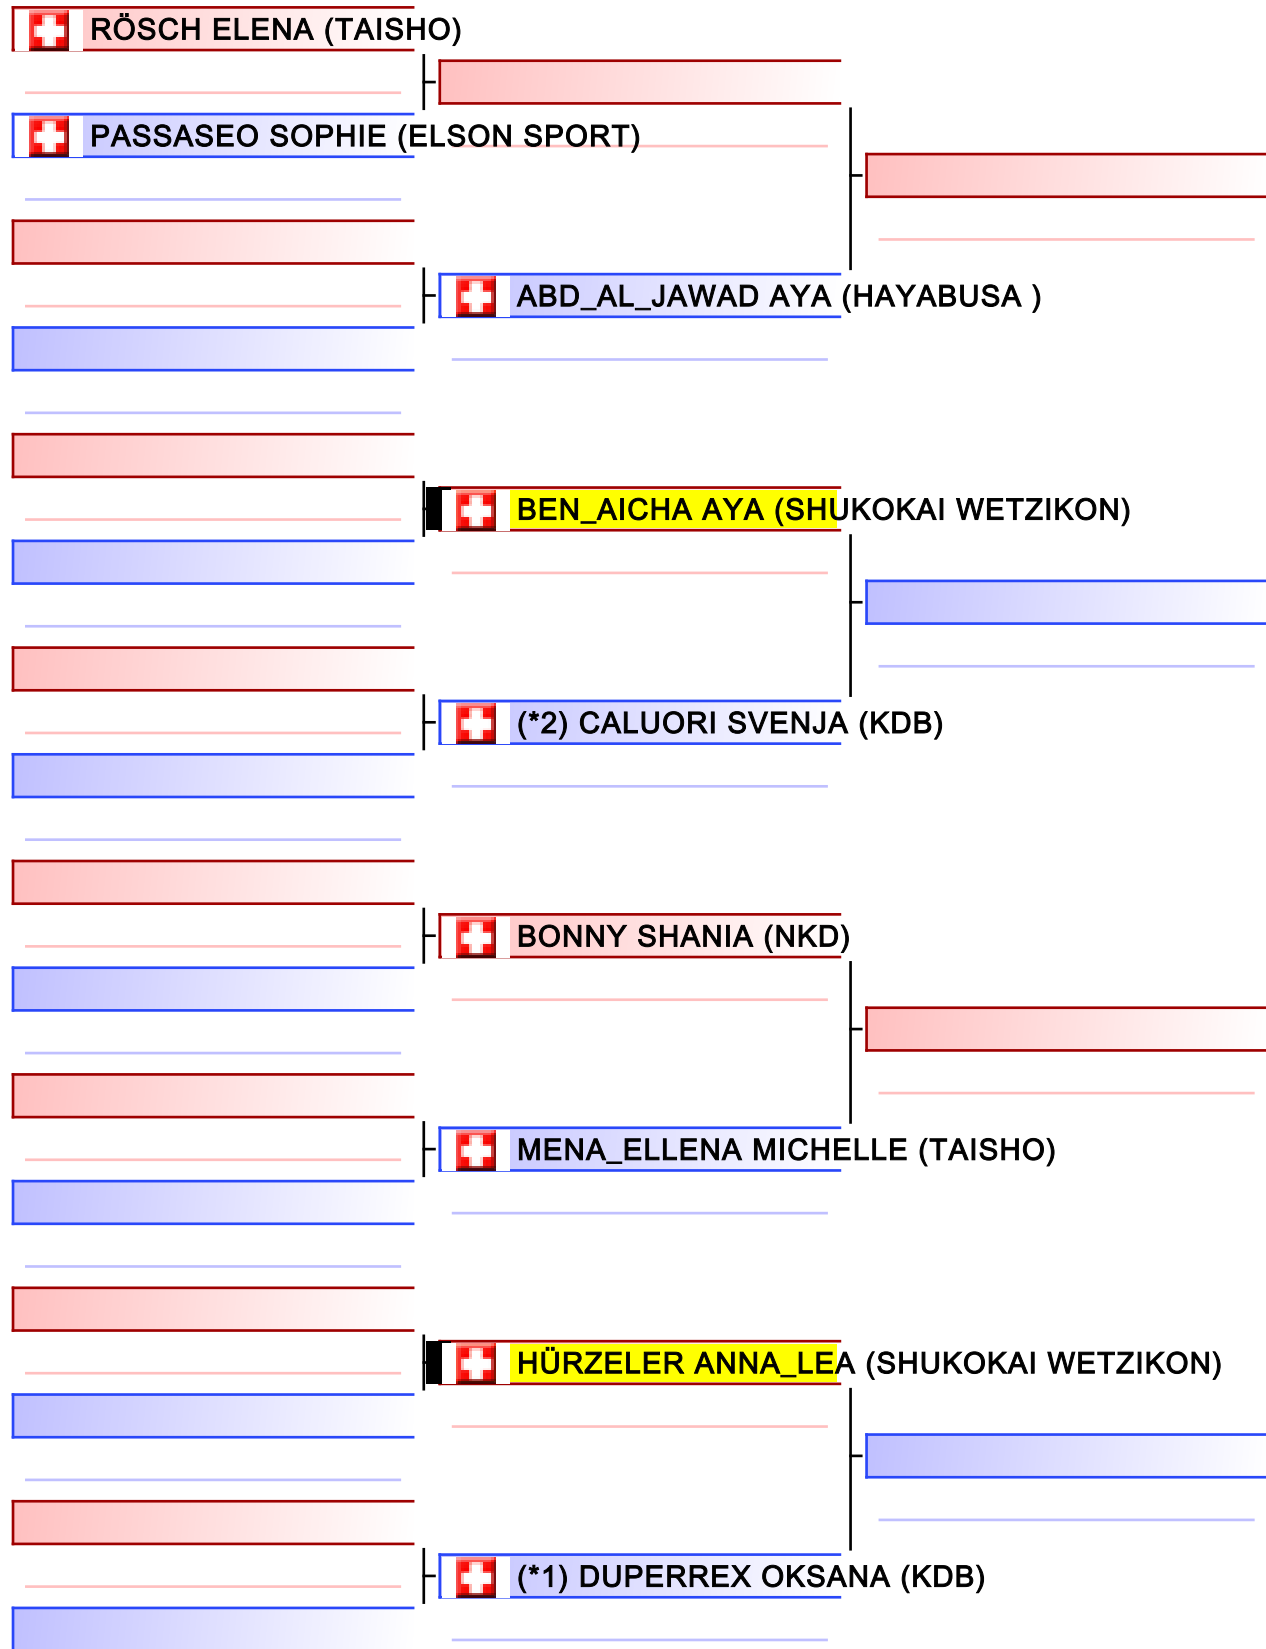 RÖSCH ELENA (TAISHO)
PASSASEO SOPHIE (ELSON SPORT)
ABD_AL_JAWAD AYA (HAYABUSA )
BEN_AICHA AYA (SHUKOKAI WETZIKON)
(*2) CALUORI SVENJA (KDB)
BONNY SHANIA (NKD)
MENA_ELLENA MICHELLE (TAISHO)
HÜRZELER ANNA_LEA (SHUKOKAI WETZIKON)
(*1) DUPERREX OKSANA (KDB)